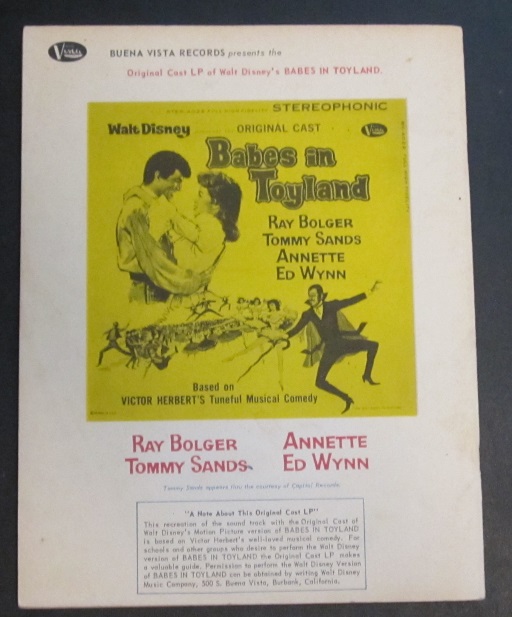 Vista
BUENA VISTA RECORDS presents the
Original Cast LP of Walt Disney's BABES IN TOYLAND.
STEREOPHONIC
Walt Disney
ORIGINAL CAST
Vista
Babes in
Toyland
RAY BOLGER
TOMMY SANDS
ANNETTE
ED WYNN
Based on
VICTOR HERBERT'S Tuneful Musical Comedy
RAY BOLGER ANNETTE
TOMMY SANDS ED WYNN
Tommy Sands appears thru the courtesy of Capitol Records
"A Note About This Original Cast LP"
This recreation of the sound track with the Original Cast of
Walt Disney's Motion Picture version of BABES IN TOYLAND
is based on Victor Herbert's well-loved musical comedy. For
schools and other groups who desire to perform the Walt Disney
version of BABES IN TOYLAND the Original Cast LP makes
a valuable guide. Permission to perform the Walt Disney Version
of BABES IN TOYLAND can be obtained by writing Walt Disney
Music Company, 500 S. Buena Vista, Burbank, California.